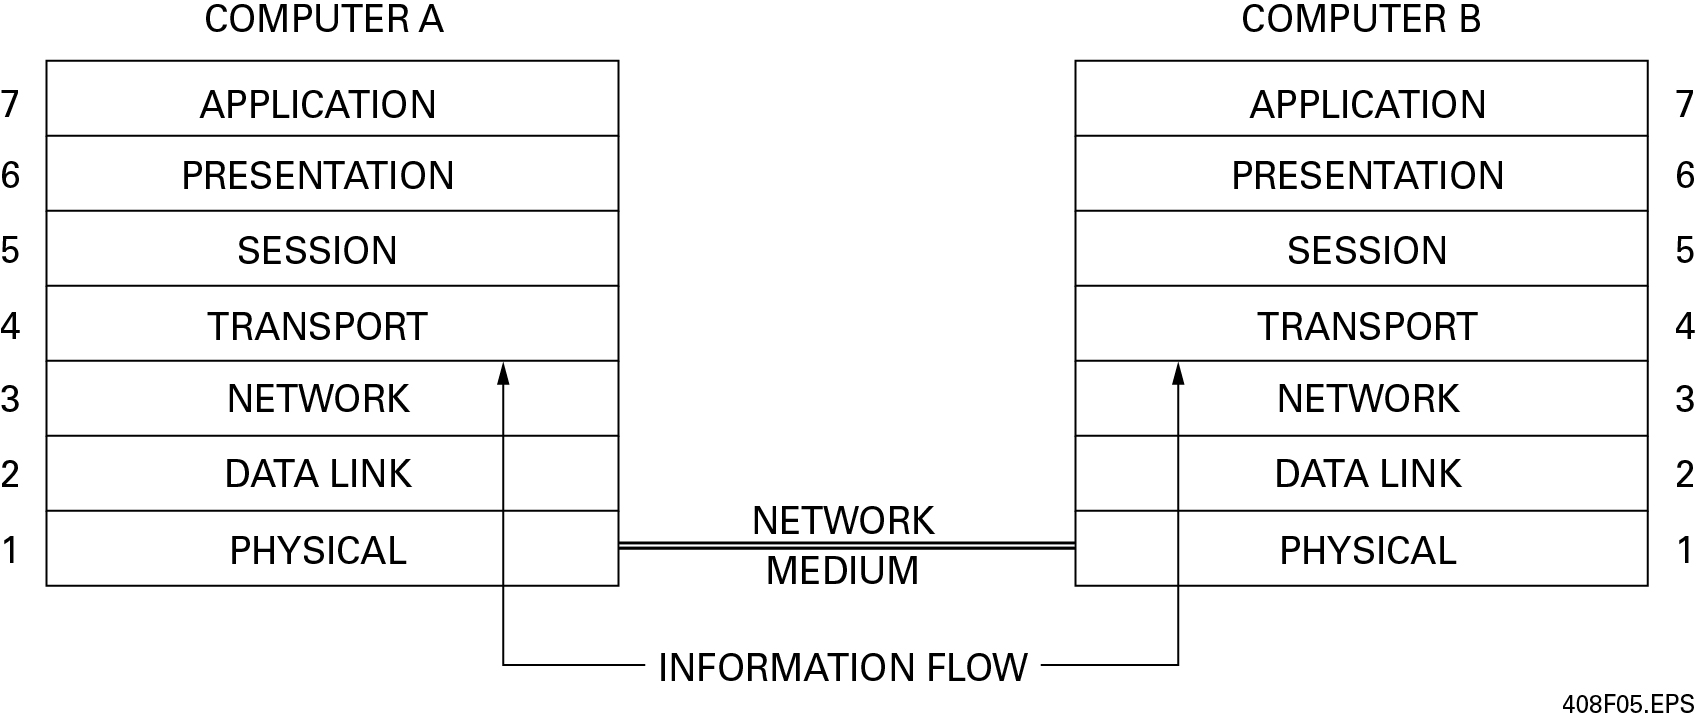 COMPUTER A COMPUTER B
7 APPLICATION APPLICATION 7
6 PRESENTATION PRESENTATION 6
5 SESSION SESSION 5
4 TRANSPORT TRANSPORT 4
3 NETWORK NETWORK 3
2 DATA LINK DATA LINK 2
NETWORK
1 PHYSICAL PHYSICAL 1
MEDIUM
INFORMATION FLOW
408F05.EPS